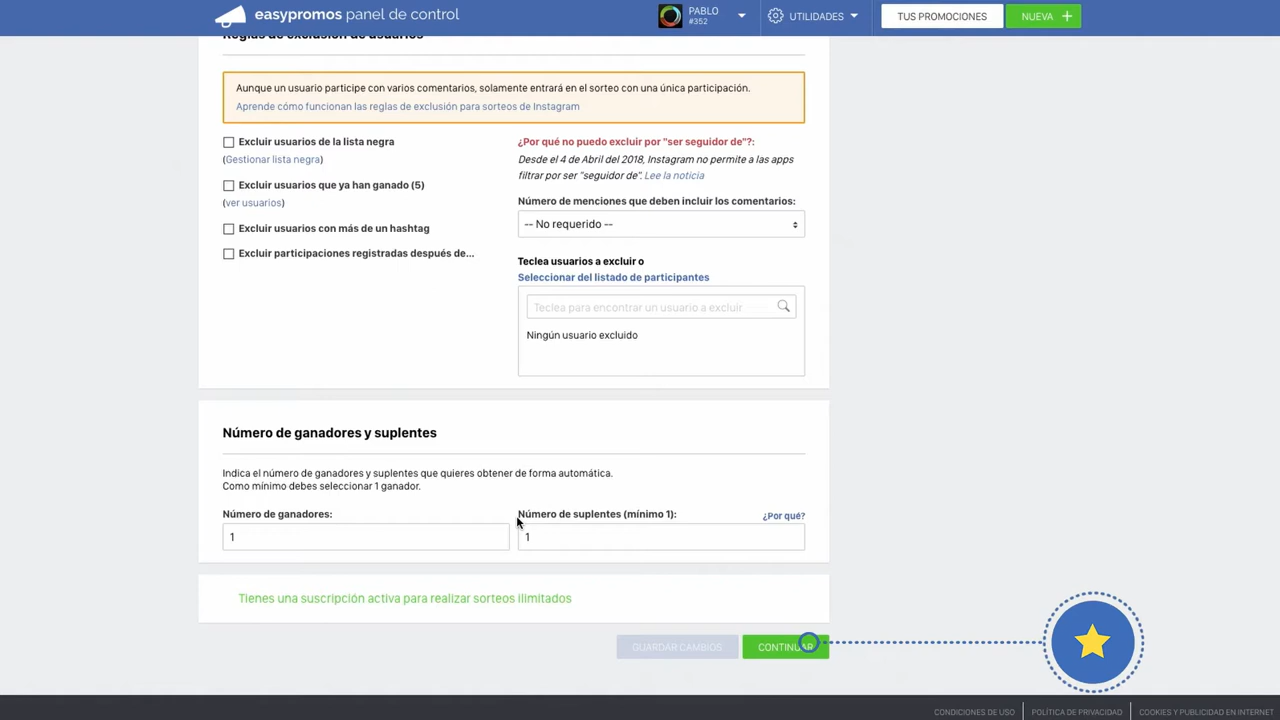 easypromos panel de control
PABLO
#352
UTILIDADES
TUS PROMOCIONES
NUEVA +
Reglas de exclusión de usuarios
Aunque un usuario participe con varios comentarios, solamente entrará en el sorteo con una única participación.
Aprende cómo funcionan las reglas de exclusión para sorteos de Instagram
Excluir usuarios de la lista negra
(Gestionar lista negra)
Excluir usuarios que ya han ganado (5)
(ver usuarios)
Excluir usuarios con más de un hashtag
Excluir participaciones registradas después de...
¿Por qué no puedo excluir por "ser seguidor de"?:
Desde el 4 de Abril del 2018, Instagram no permite a las apps
filtrar por ser "seguidor de". Lee la noticia
Número de menciones que deben incluir los comentarios:
-- No requerido --
Teclea usuarios a excluir o
Seleccionar del listado de participantes
Teclea para encontrar un usuario a excluir
Ningún usuario excluido
Número de ganadores y suplentes
Indica el número de ganadores y suplentes que quieres obtener de forma automática.
Como mínimo debes seleccionar 1 ganador.
Número de ganadores:
1
Número de suplentes (mínimo 1):
¿Por qué?
1
Tienes una suscripción activa para realizar sorteos ilimitados
GUARDAR CAMBIOS
CONTINUAR
CONDICIONES DE USO
POLÍTICA DE PRIVACIDAD
COOKIES Y PUBLICIDAD EN INTERNET